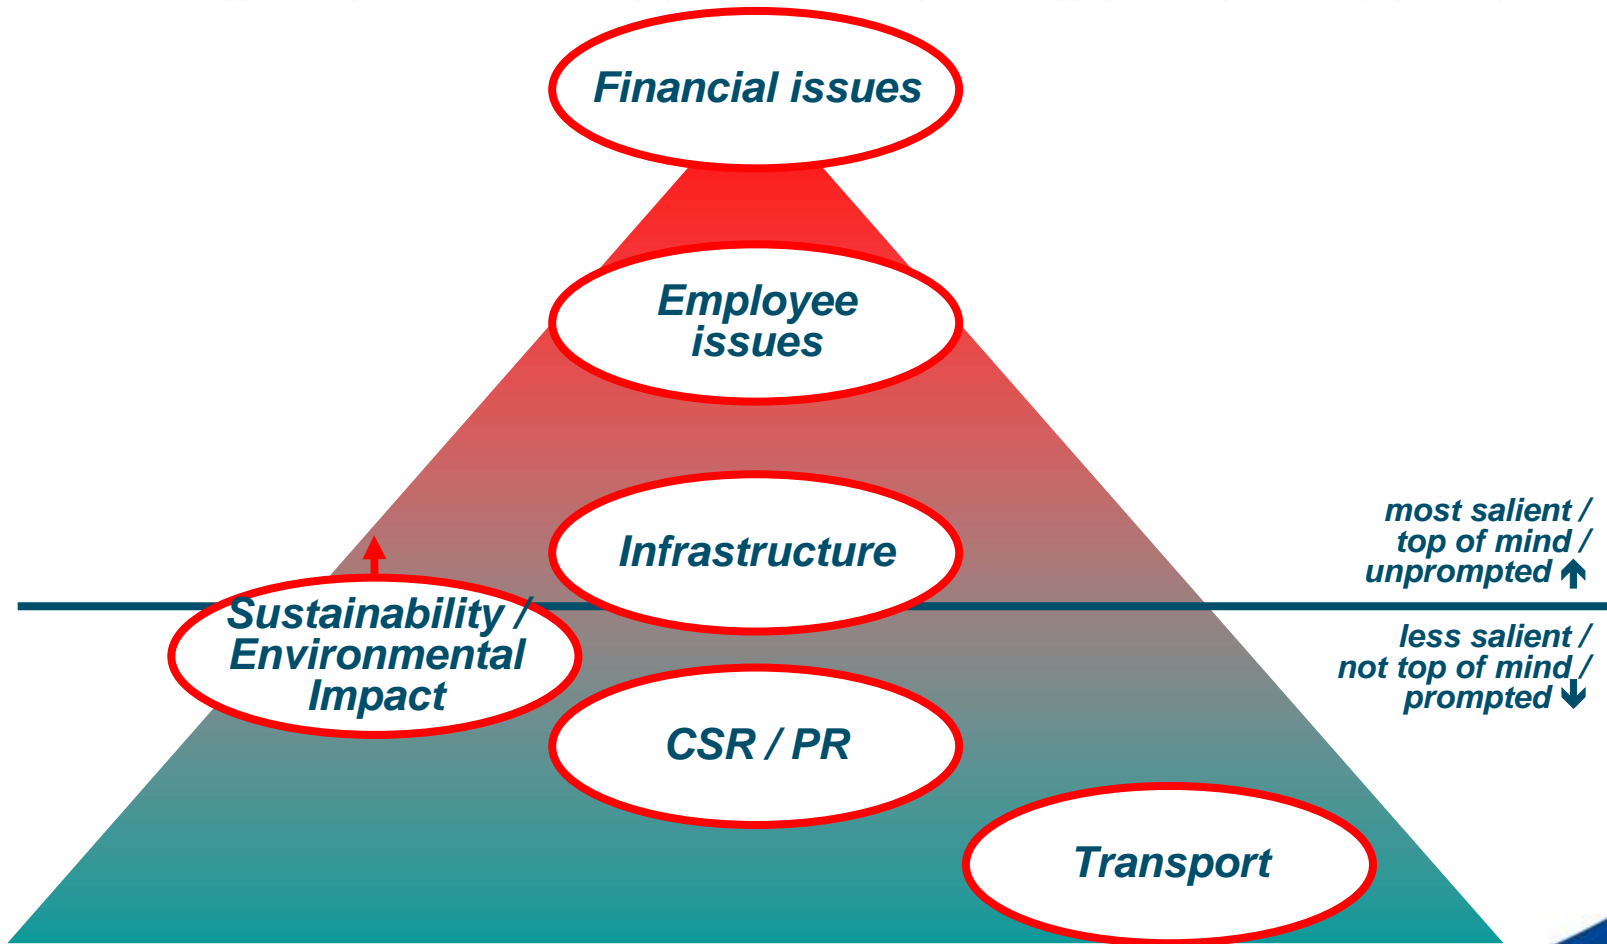 Financial issues
Employee
issues
Infrastructure
most salient /
top of mind /
unprompted 🡹
Sustainability /
Environmental
Impact
less salient /
not top of mind /
prompted 🡻
CSR / PR
Transport